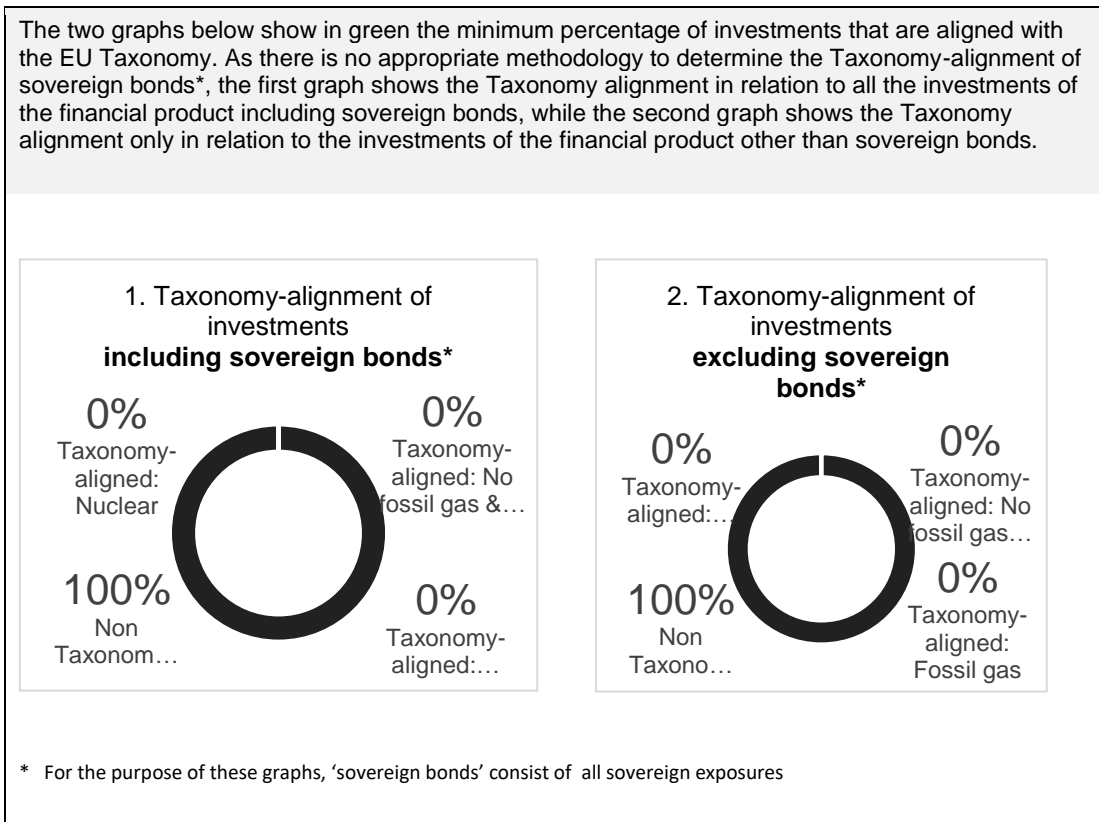 The two graphs below show in green the minimum percentage of investments that are aligned with
the EU Taxonomy. As there is no appropriate methodology to determine the Taxonomy-alignment of
sovereign bonds*, the first graph shows the Taxonomy alignment in relation to all the investments of
the financial product including sovereign bonds, while the second graph shows the Taxonomy
alignment only in relation to the investments of the financial product other than sovereign bonds.
1. Taxonomy-alignment of
investments
including sovereign bonds*
0%
Taxonomy-
aligned:
Nuclear
0%
Taxonomy-
aligned: No
fossil gas &…
100%
Non
Taxonom…
0%
Taxonomy-
aligned:…
2. Taxonomy-alignment of
investments
excluding sovereign
bonds*
0%
Taxonomy-
aligned:…
0%
Taxonomy-
aligned: No
fossil gas…
100%
Non
Taxono…
0%
Taxonomy-
aligned:
Fossil gas
* For the purpose of these graphs, ‘sovereign bonds’ consist of all sovereign exposures